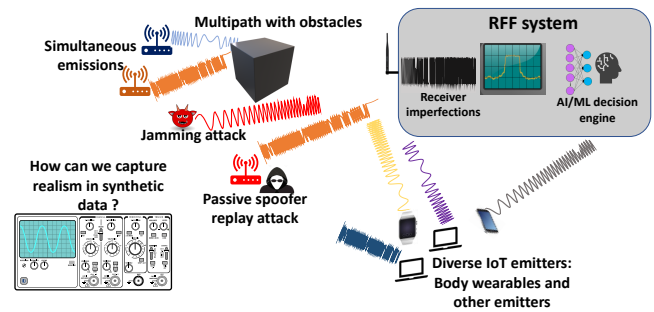 Multipath with obstacles
RFF system
Simultaneous
emissions
Receiver
imperfections
AI/ML decision
engine
Jamming attack
How can we capture
realism in synthetic
data ?
Passive spoofer
replay attack
Diverse IoT emitters:
Body wearables and
other emitters